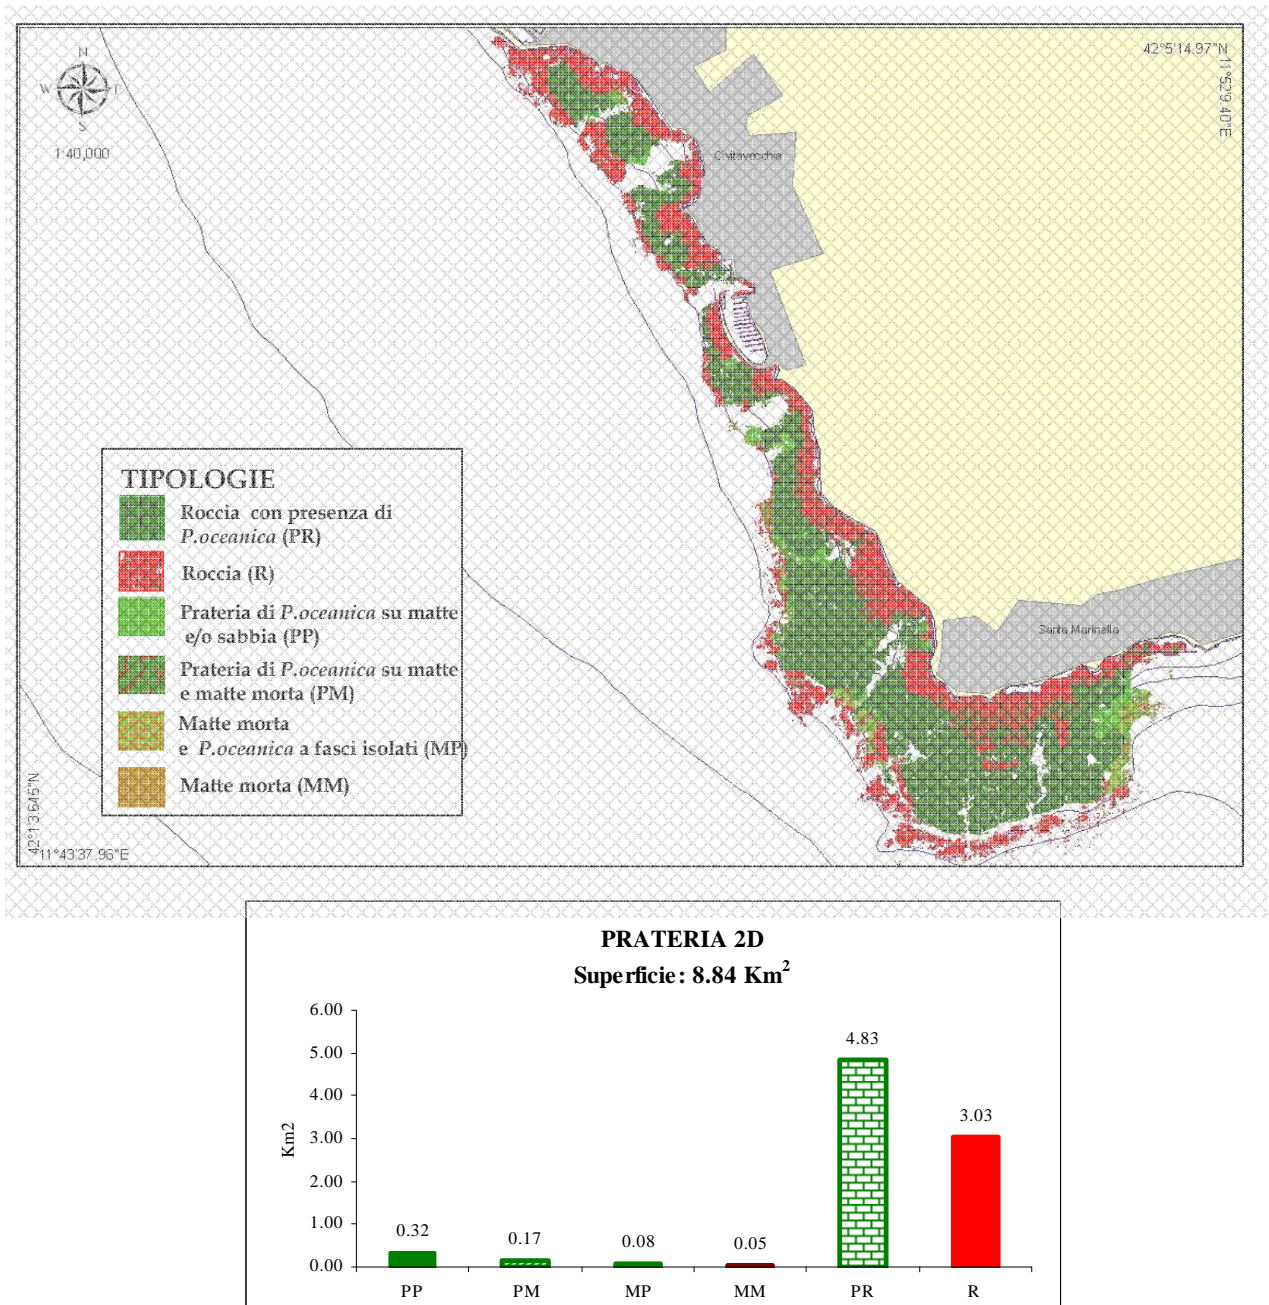 N
W
E
S
1:40,000
42°5'14.97"N
11°52'9.40"E
Civitavecchia
Santa Marinella
TIPOLOGIE
Roccia con presenza di
P.oceanica (PR)
Roccia (R)
Prateria di P.oceanica su matte
e/o sabbia (PP)
Prateria di P.oceanica su matte
e matte morta (PM)
Matte morta
e P.oceanica a fasci isolati (MP)
Matte morta (MM)
42°1'3.645"N
11°43'37.96"E
PRATERIA 2D
Superficie: 8.84 Km2
6.00
5.00
4.00
3.00
2.00
1.00
0.00
Km2
0.32
0.17
0.08
0.05
4.83
3.03
PP
PM
MP
MM
PR
R